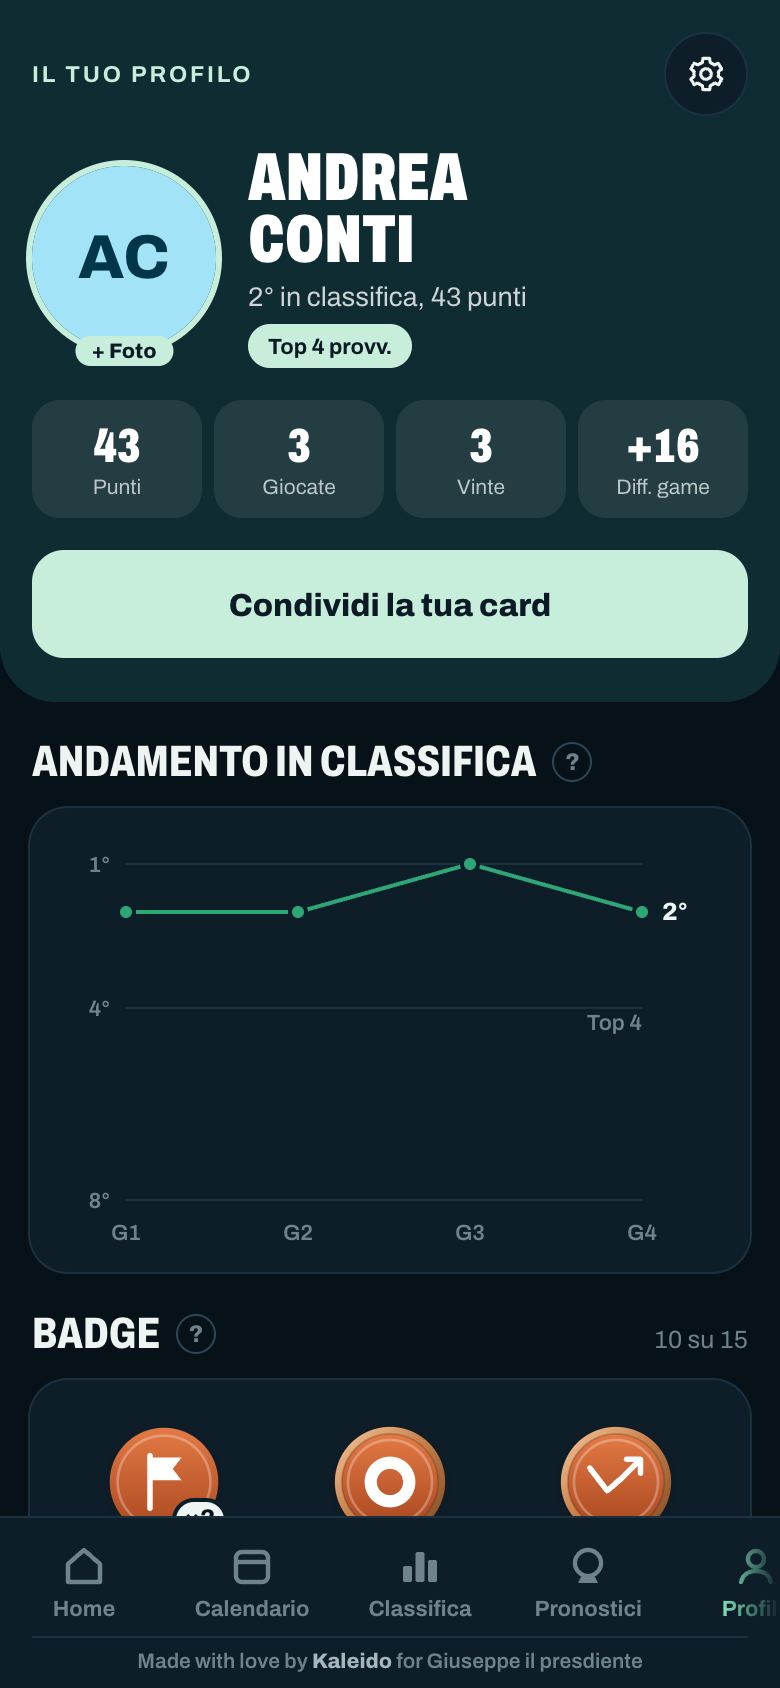 IL TUO PROFILO
AC
+ Foto
ANDREA
CONTI
2° in classifica, 43 punti
Top 4 provv.
43
Punti
3
Giocate
3
Vinte
+16
Diff. game
Condividi la tua card
ANDAMENTO IN CLASSIFICA ?
1°
2°
4°
Top 4
8°
G1 G2 G3 G4
BADGE ?
10 su 15
Home
Calendario
Classifica
Pronostici
Made with love by Kaleido for Giuseppe il presdiente